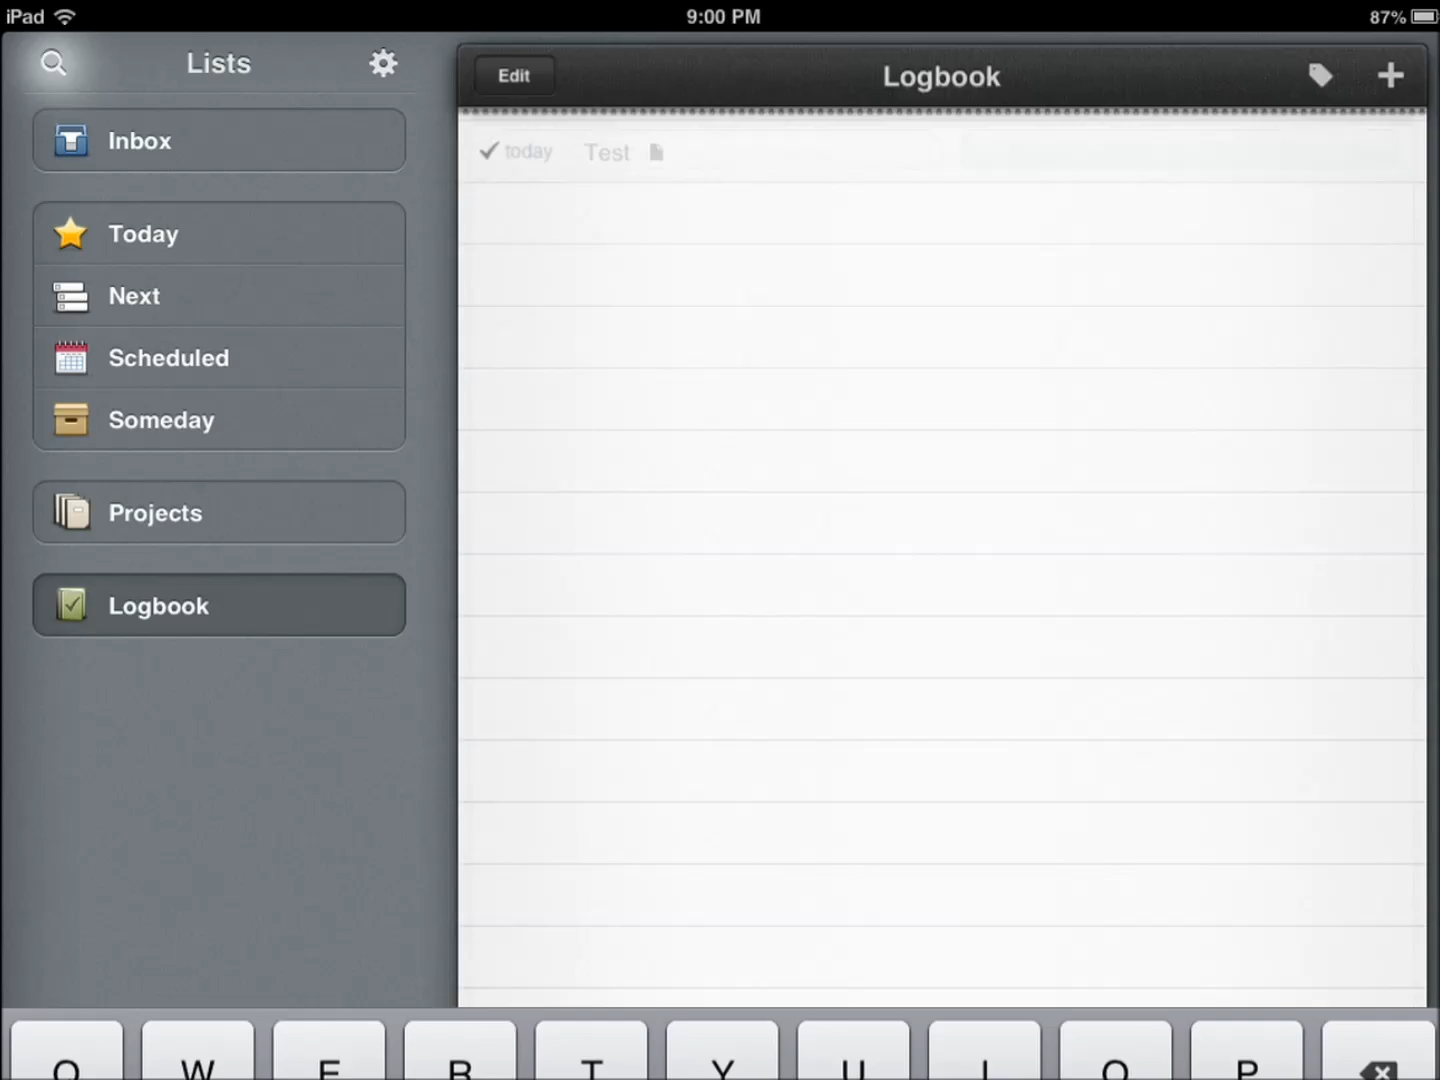 iPad 9:00 PM 87%
Lists
Edit Logbook
Inbox
today Test
Today
Next
Scheduled
Someday
Projects
Logbook
Q W E R T Y U I O P